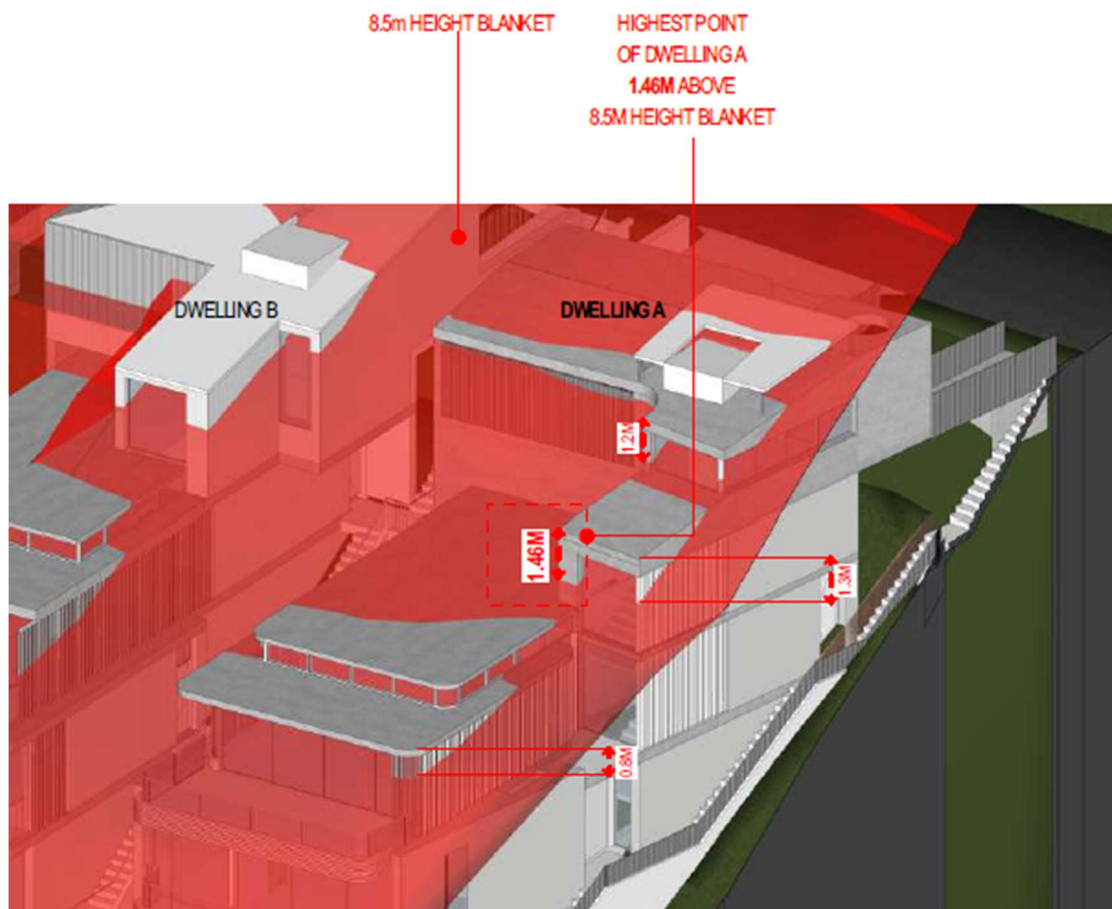 8.5m HEIGHT BLANKET
HIGHEST POINT
OF DWELLING A
1.46M ABOVE
8.5M HEIGHT BLANKET
DWELLING B
DWELLING A
1.2M
1.46M
1.3M
0.8M